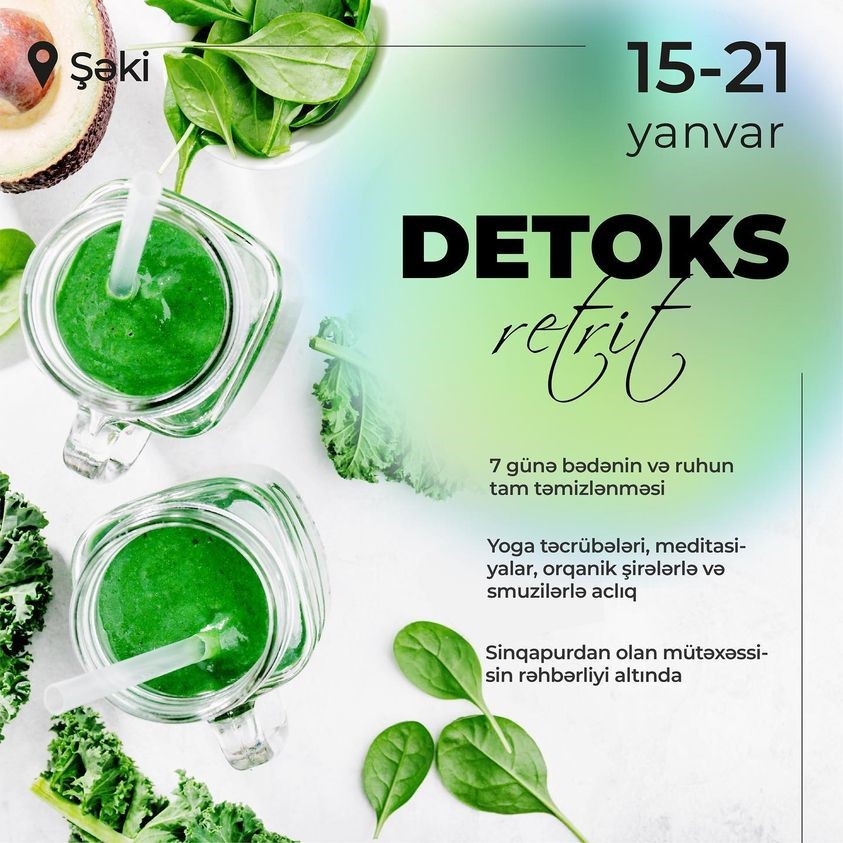 Şəki
15-21
yanvar
DETOKS
retrit
7 günə bədənin və ruhun
tam təmizlənməsi
Yoga təcrübələri, meditasi-
yalar, orqanik şirələrlə və
smuzilərlə aclıq
Sinqapurdan olan mütəxəssi-
sin rəhbərliyi altında